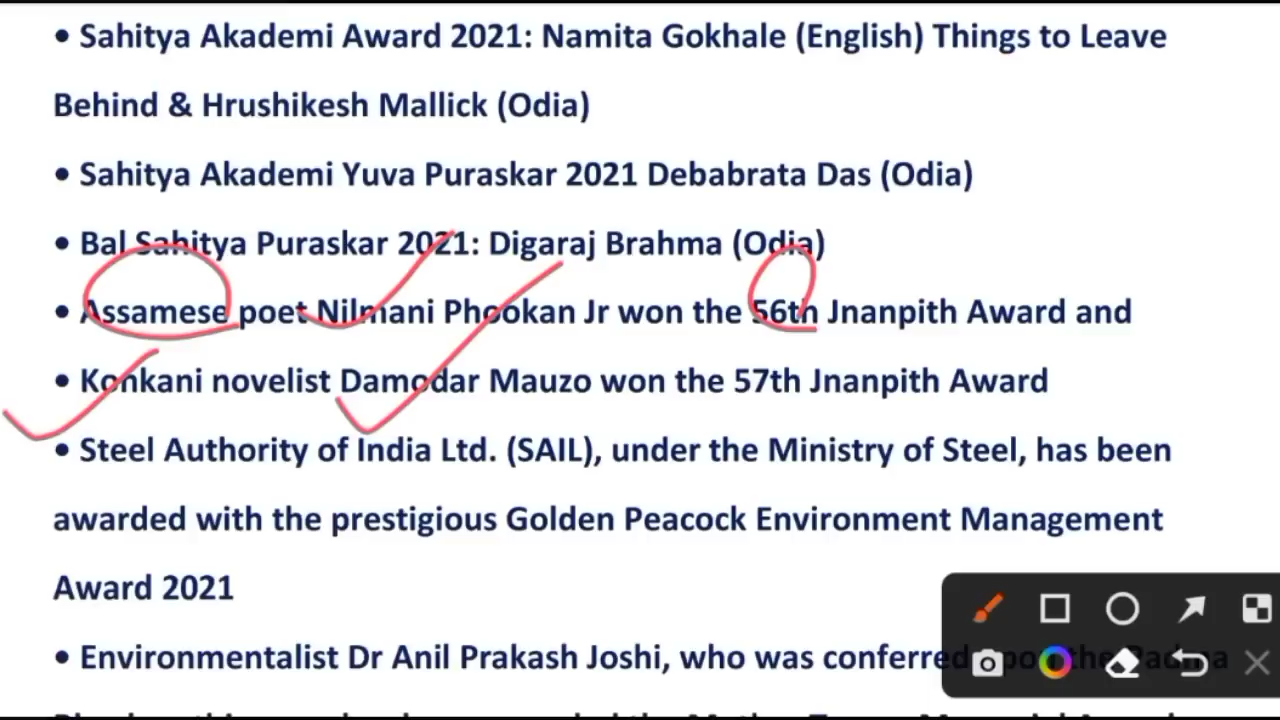 • Sahitya Akademi Award 2021: Namita Gokhale (English) Things to Leave
Behind & Hrushikesh Mallick (Odia)
• Sahitya Akademi Yuva Puraskar 2021 Debabrata Das (Odia)
• Bal Sahitya Puraskar 2021: Digaraj Brahma (Odia)
• Assamese poet Nilmani Phookan Jr won the 56th Jnanpith Award and
• Konkani novelist Damodar Mauzo won the 57th Jnanpith Award
• Steel Authority of India Ltd. (SAIL), under the Ministry of Steel, has been
awarded with the prestigious Golden Peacock Environment Management
Award 2021
• Environmentalist Dr Anil Prakash Joshi, who was conferred upon the Padma